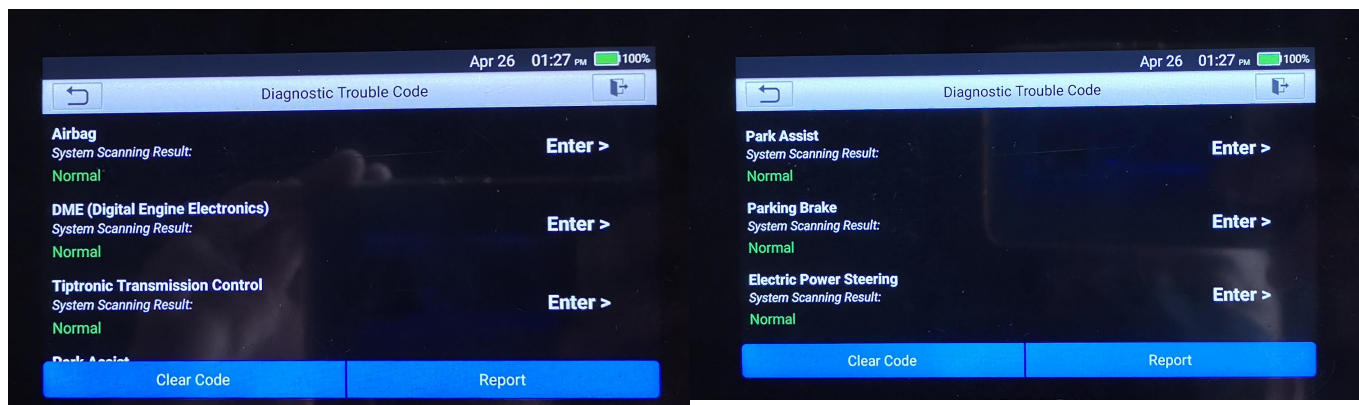 Apr 26 01:27 PM 100%
Diagnostic Trouble Code
Airbag
System Scanning Result:
Enter >
Normal
DME (Digital Engine Electronics)
System Scanning Result:
Enter >
Normal
Tiptronic Transmission Control
System Scanning Result:
Enter >
Normal
Park Assist
Clear Code
Report
Apr 26 01:27 PM 100%
Diagnostic Trouble Code
Park Assist
System Scanning Result:
Enter >
Normal
Parking Brake
System Scanning Result:
Enter >
Normal
Electric Power Steering
System Scanning Result:
Enter >
Normal
Clear Code
Report